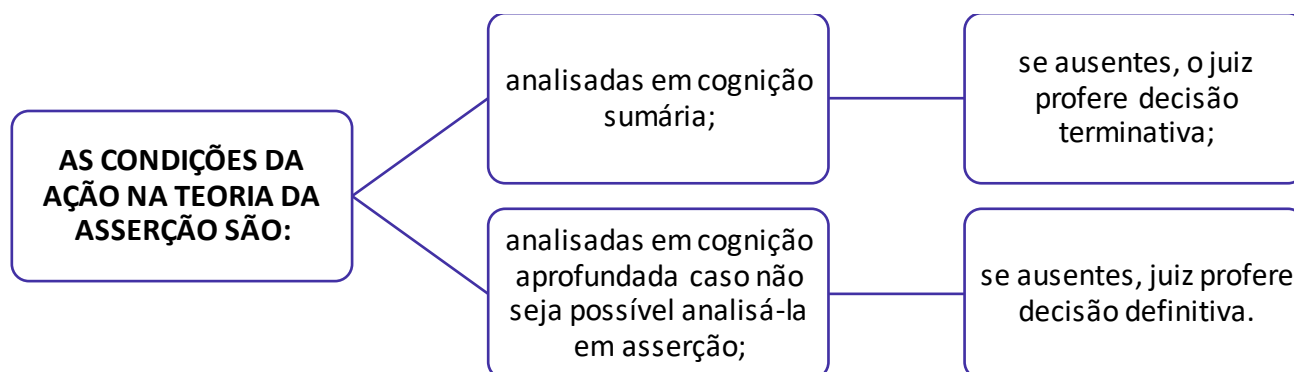 AS CONDIÇÕES DA
AÇÃO NA TEORIA DA
ASSERÇÃO SÃO:
analisadas em cognição
sumária;
se ausentes, o juiz
profere decisão
terminativa;
analisadas em cognição
aprofundada caso não
seja possível analisá-la
em asserção;
se ausentes, juiz profere
decisão definitiva.